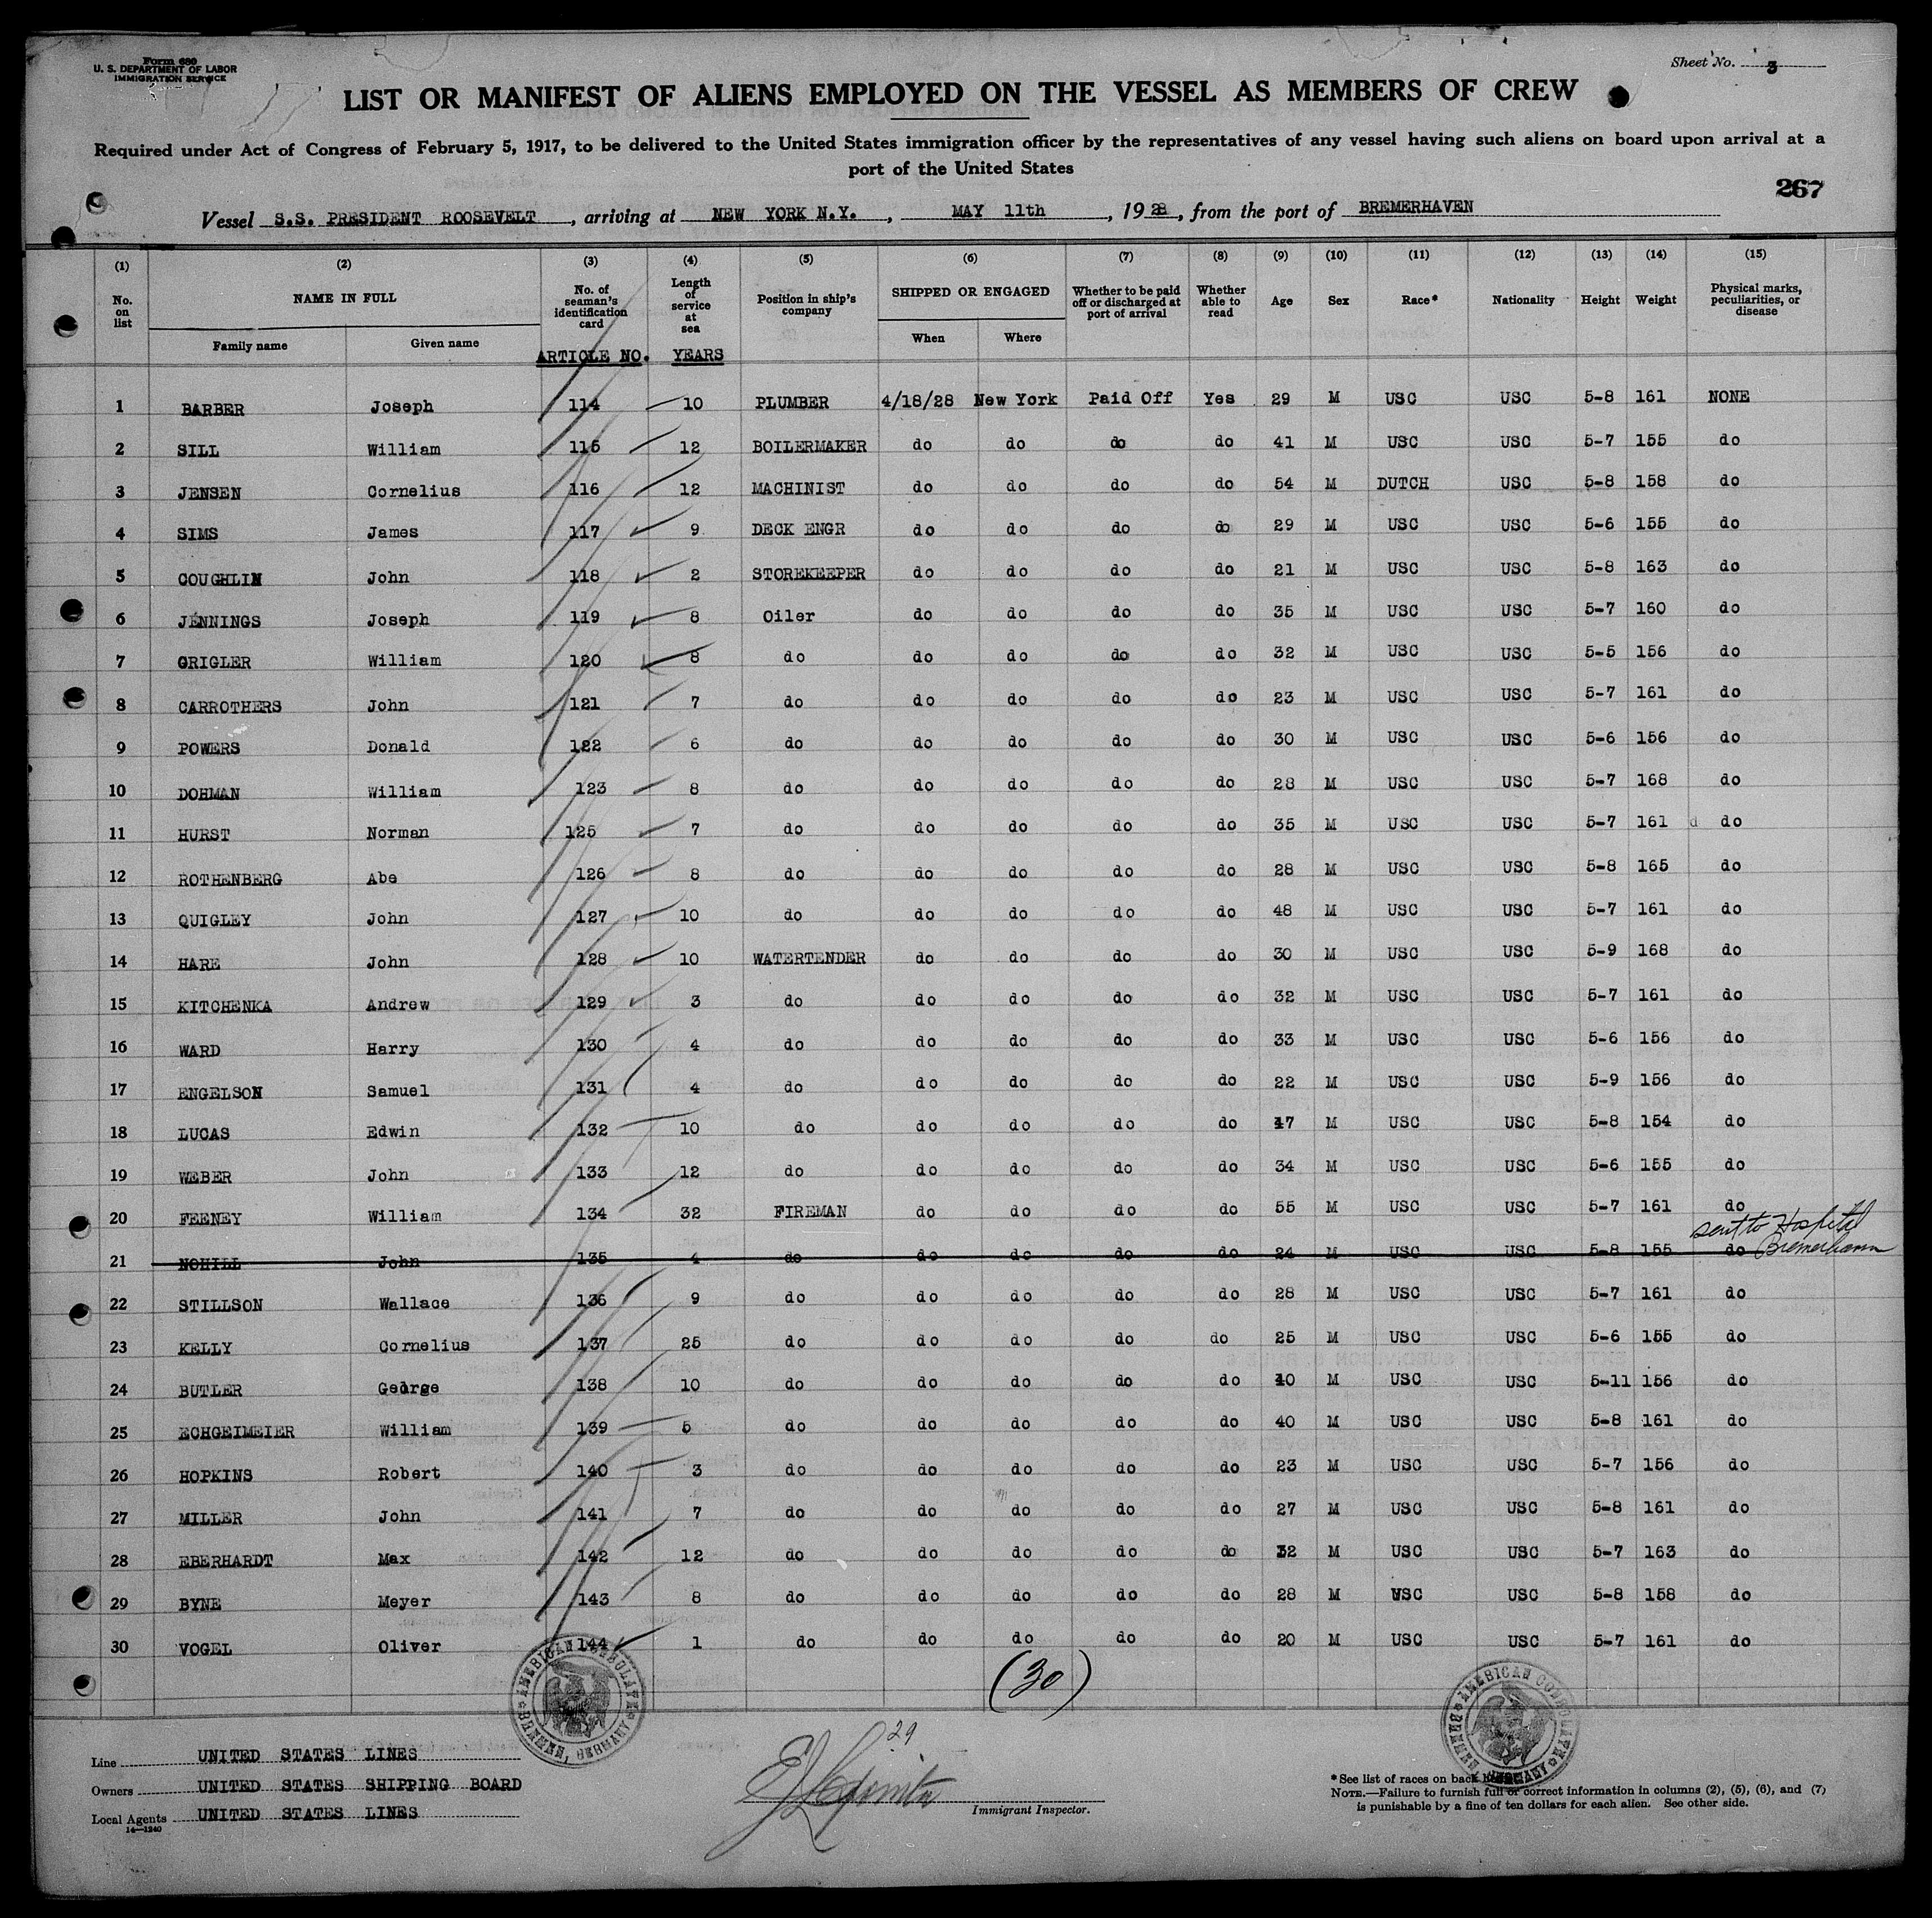 Form 680
U. S. DEPARTMENT OF LABOR
IMMIGRATION SERVICE
Sheet No. 3
LIST OR MANIFEST OF ALIENS EMPLOYED ON THE VESSEL AS MEMBERS OF CREW
Required under Act of Congress of February 5, 1917, to be delivered to the United States immigration officer by the representatives of any vessel having such aliens on board upon arrival at a
port of the United States
267
Vessel S.S. PRESIDENT ROOSEVELT, arriving at NEW YORK N.Y., MAY 11th, 1928, from the port of BREMERHAVEN
(1) (2) (3) (4) (5) (6) (7) (8) (9) (10) (11) (12) (13) (14) (15)
No. on list NAME IN FULL Family name Given name No. of seaman's identification card Length of service at sea Position in ship's company SHIPPED OR ENGAGED When Where Whether to be paid off or discharged at port of arrival Whether able to read Age Sex Race* Nationality Height Weight Physical marks, peculiarities, or disease
ARTICLE NO. YEARS
1 BARBER Joseph 114 10 PLUMBER 4/18/28 New York Paid Off Yes 29 M USC USC 5-8 161 NONE
2 SILL William 115 12 BOILERMAKER do do do do 41 M USC USC 5-7 155 do
3 JENSEN Cornelius 116 12 MACHINIST do do do do 54 M DUTCH USC 5-8 158 do
4 SIMS James 117 9 DECK ENGR do do do do 29 M USC USC 5-6 155 do
5 COUGHLIN John 118 2 STOREKEEPER do do do do 21 M USC USC 5-8 163 do
6 JENNINGS Joseph 119 8 Oiler do do do do 35 M USC USC 5-7 160 do
7 GRIGLER William 120 8 do do do do do 32 M USC USC 5-5 156 do
8 CARROTHERS John 121 7 do do do do do 23 M USC USC 5-7 161 do
9 POWERS Donald 122 6 do do do do do 30 M USC USC 5-6 156 do
10 DOHMAN William 123 8 do do do do do 28 M USC USC 5-7 168 do
11 HURST Norman 125 7 do do do do do 35 M USC USC 5-7 161 d do
12 ROTHENBERG Abe 126 8 do do do do do 28 M USC USC 5-8 165 do
13 QUIGLEY John 127 10 do do do do do 48 M USC USC 5-7 161 do
14 HARE John 128 10 WATERTENDER do do do do 30 M USC USC 5-9 168 do
15 KITCHENKA Andrew 129 3 do do do do do 32 M USC USC 5-7 161 do
16 WARD Harry 130 4 do do do do do 33 M USC USC 5-6 156 do
17 ENGELSON Samuel 131 4 do do do do do 22 M USC USC 5-9 156 do
18 LUCAS Edwin 132 10 do do do do do 47 M USC USC 5-8 154 do
19 WEBER John 133 12 do do do do do 34 M USC USC 5-6 155 do
20 FEENEY William 134 32 FIREMAN do do do do 55 M USC USC 5-7 161 do
sent to Hospital
21 NOHILL John 135 4 do do do do do 24 M USC USC 5-8 155 do Bremerhaven
22 STILLSON Wallace 136 9 do do do do do 28 M USC USC 5-7 161 do
23 KELLY Cornelius 137 25 do do do do do 25 M USC USC 5-6 155 do
24 BUTLER George 138 10 do do do do do 40 M USC USC 5-11 156 do
25 ECHGEIMEIER William 139 5 do do do do do 40 M USC USC 5-8 161 do
26 HOPKINS Robert 140 3 do do do do do 23 M USC USC 5-7 156 do
27 MILLER John 141 7 do do do do do 27 M USC USC 5-8 161 do
28 EBERHARDT Max 142 12 do do do do do 32 M USC USC 5-7 163 do
29 BYNE Meyer 143 8 do do do do do 28 M USC USC 5-8 158 do
30 VOGEL Oliver 144 1 do do do do do 20 M USC USC 5-7 161 do
(30)
AMERICAN CONSULATE BREMEN, GERMANY
AMERICAN CONSULATE BREMEN, GERMANY
29
Line UNITED STATES LINES
Owners UNITED STATES SHIPPING BOARD
Local Agents UNITED STATES LINES
14—1240
Immigrant Inspector.
*See list of races on back hereof.
NOTE.—Failure to furnish full or correct information in columns (2), (5), (6), and (7)
is punishable by a fine of ten dollars for each alien. See other side.